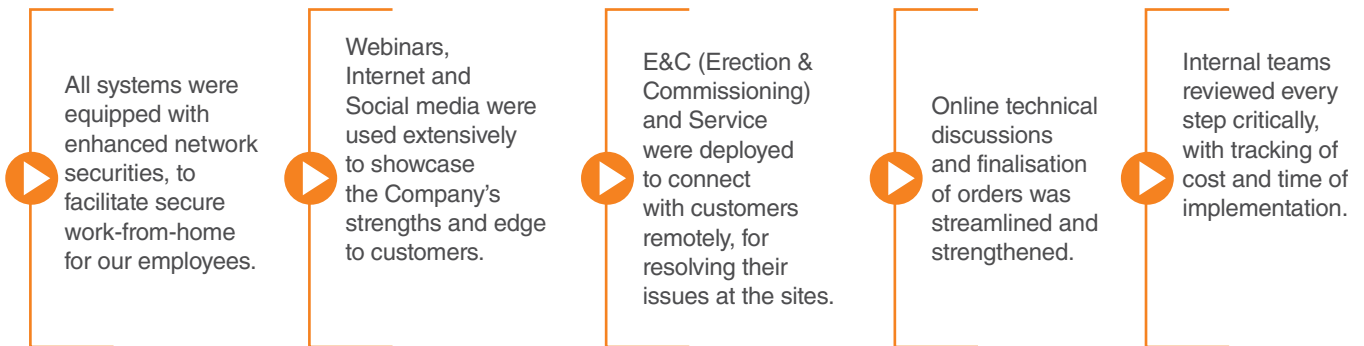 All systems were
equipped with
enhanced network
securities, to
facilitate secure
work-from-home
for our employees.
Webinars,
Internet and
Social media were
used extensively
to showcase
the Company’s
strengths and edge
to customers.
E&C (Erection &
Commissioning)
and Service
were deployed
to connect
with customers
remotely, for
resolving their
issues at the sites.
Online technical
discussions
and finalisation
of orders was
streamlined and
strengthened.
Internal teams
reviewed every
step critically,
with tracking of
cost and time of
implementation.